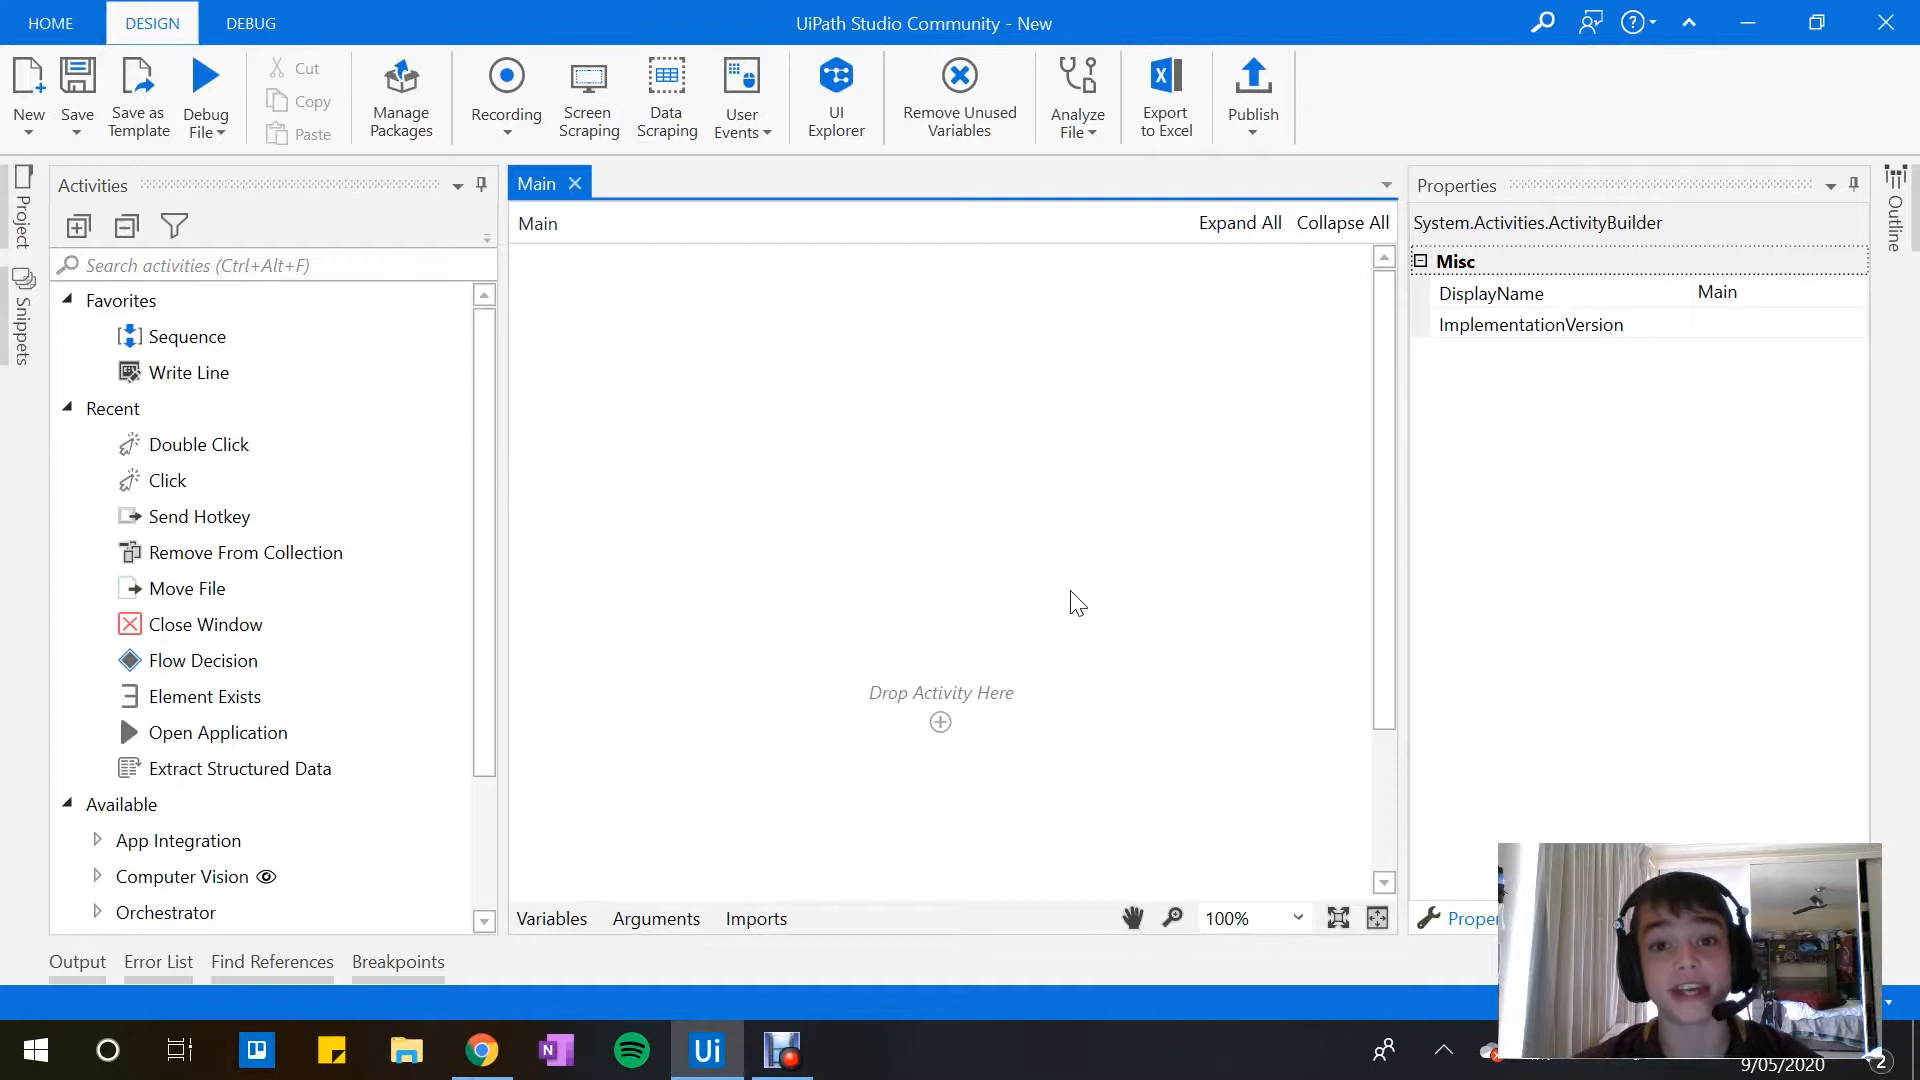 HOME DESIGN DEBUG UiPath Studio Community - New
New Save Save as Template Debug File Cut Copy Paste Manage Packages Recording Screen Scraping Data Scraping User Events UI Explorer Remove Unused Variables Analyze File Export to Excel Publish
Project
Snippets
Activities
Search activities (Ctrl+Alt+F)
Favorites
Sequence
Write Line
Recent
Double Click
Click
Send Hotkey
Remove From Collection
Move File
Close Window
Flow Decision
Element Exists
Open Application
Extract Structured Data
Available
App Integration
Computer Vision
Orchestrator
Main
Main Expand All Collapse All
Drop Activity Here
Variables Arguments Imports 100%
Properties
System.Activities.ActivityBuilder
Misc
DisplayName Main
ImplementationVersion
Outline
Output Error List Find References Breakpoints
Ui
9/05/2020 2